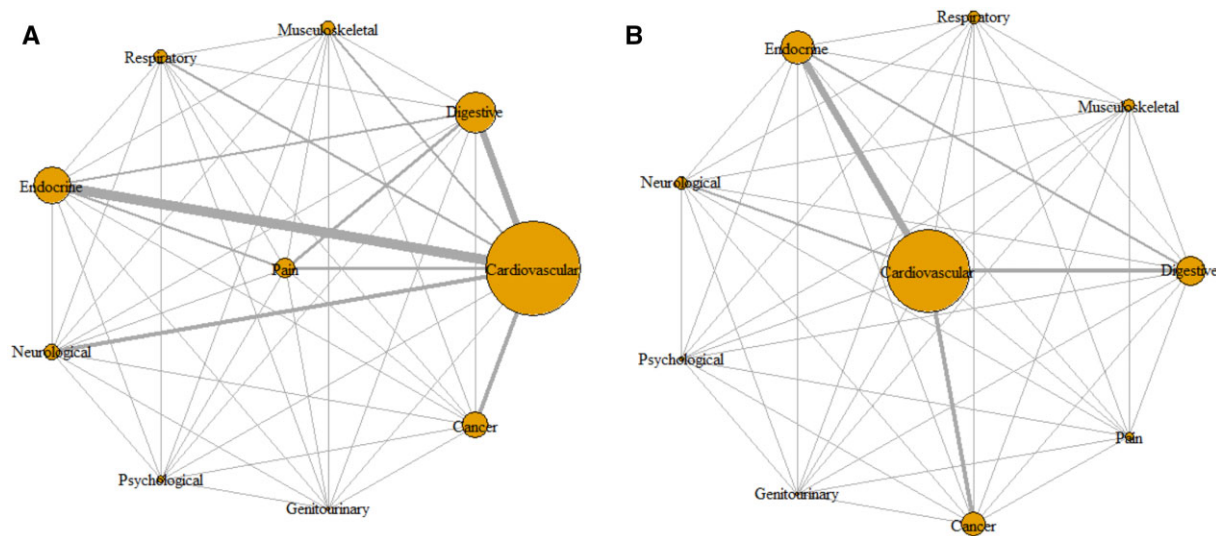 A
Musculoskeletal
Respiratory
Digestive
Endocrine
Pain
Cardiovascular
Neurological
Cancer
Psychological
Genitourinary
B
Respiratory
Endocrine
Musculoskeletal
Neurological
Cardiovascular
Digestive
Psychological
Pain
Genitourinary
Cancer